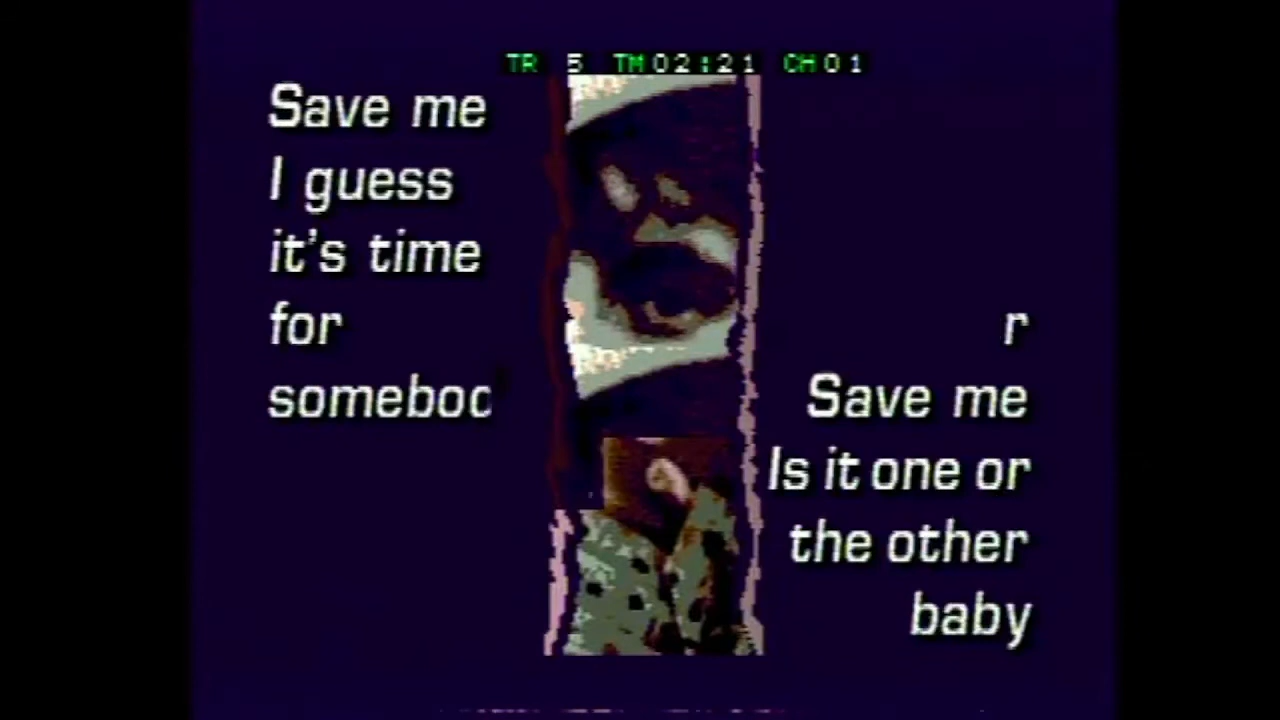 TR 5 TM02:21 CH01
Save me
I guess
it's time
for
somebod
r
Save me
Is it one or
the other
baby